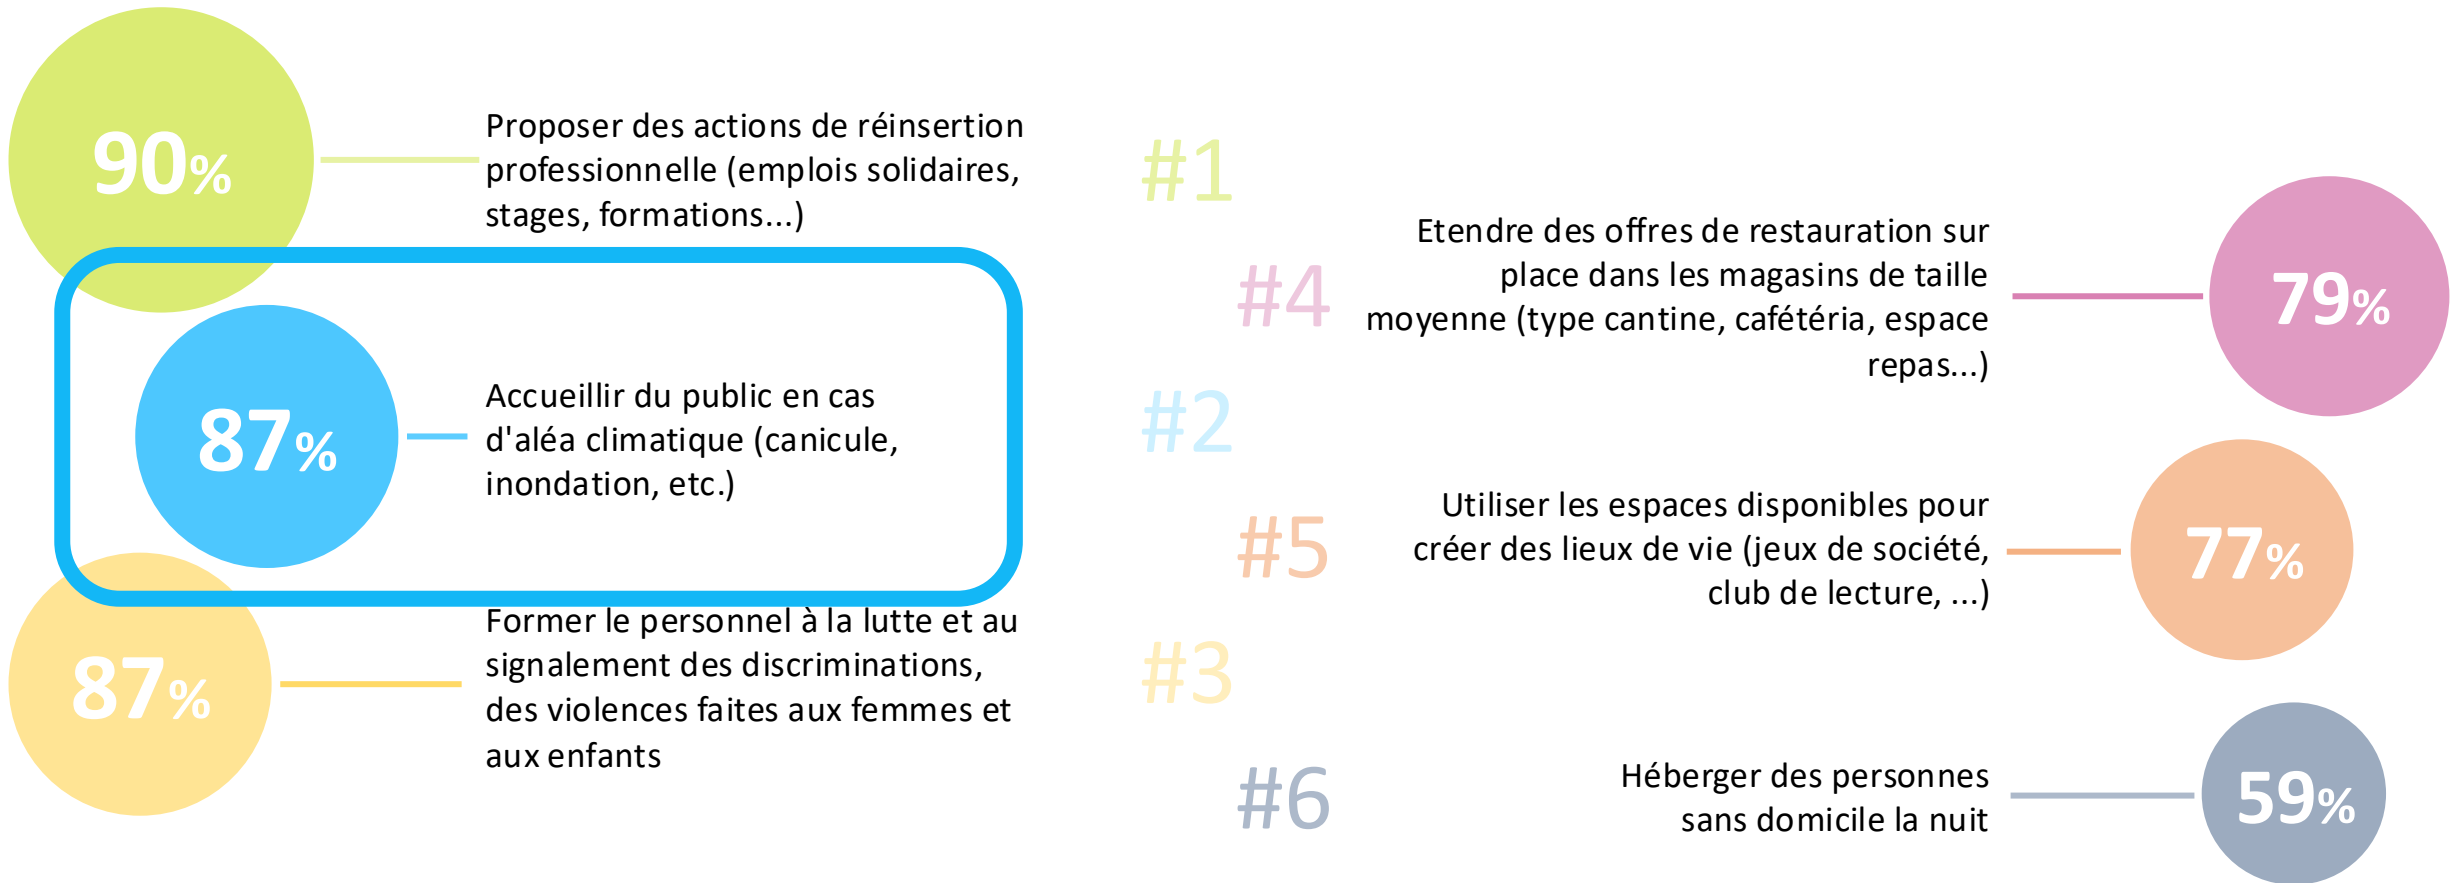 90%
Proposer des actions de réinsertion
professionnelle (emplois solidaires,
stages, formations...)
#1
87%
Accueillir du public en cas
d'aléa climatique (canicule,
inondation, etc.)
#2
87%
Former le personnel à la lutte et au
signalement des discriminations,
des violences faites aux femmes et
aux enfants
#3
#4
Etendre des offres de restauration sur
place dans les magasins de taille
moyenne (type cantine, cafétéria, espace
repas...)
79%
#5
Utiliser les espaces disponibles pour
créer des lieux de vie (jeux de société,
club de lecture, ...)
77%
#6
Héberger des personnes
sans domicile la nuit
59%